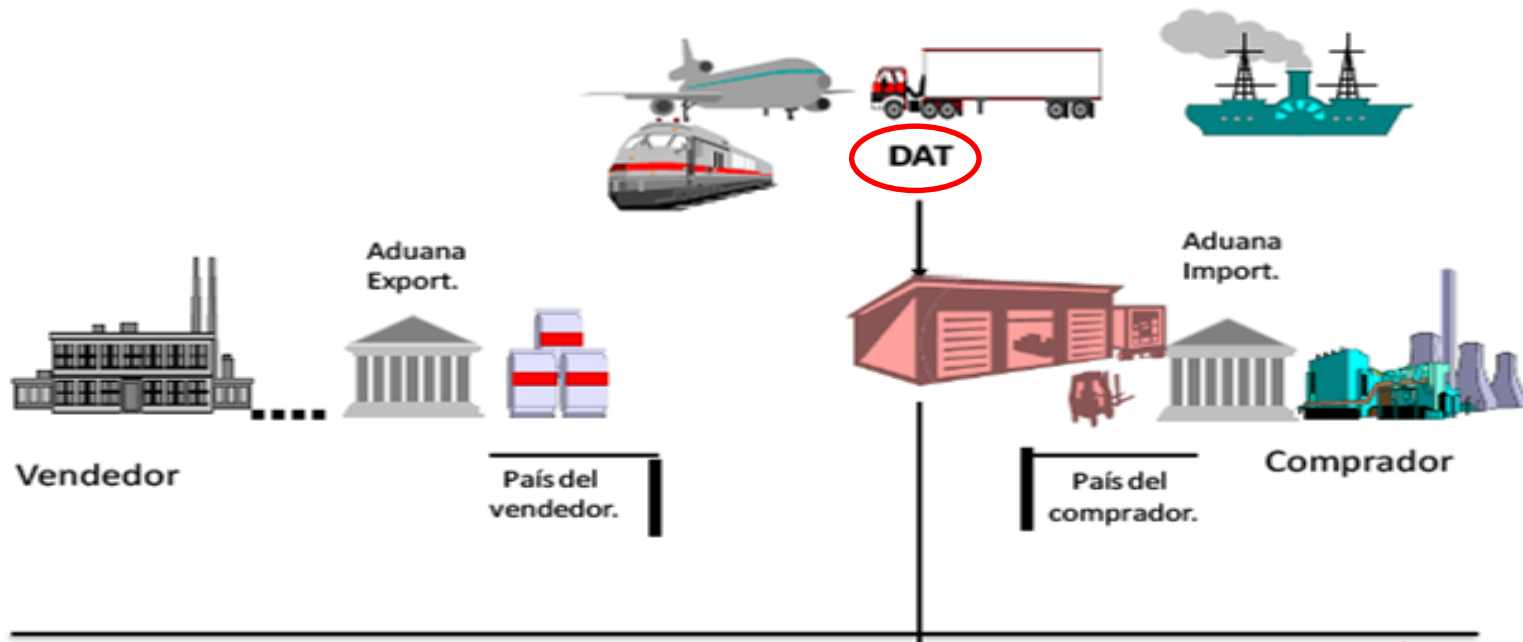 DAT
Aduana
Export.
Aduana
Import.
Vendedor
País del
vendedor.
País del
comprador.
Comprador